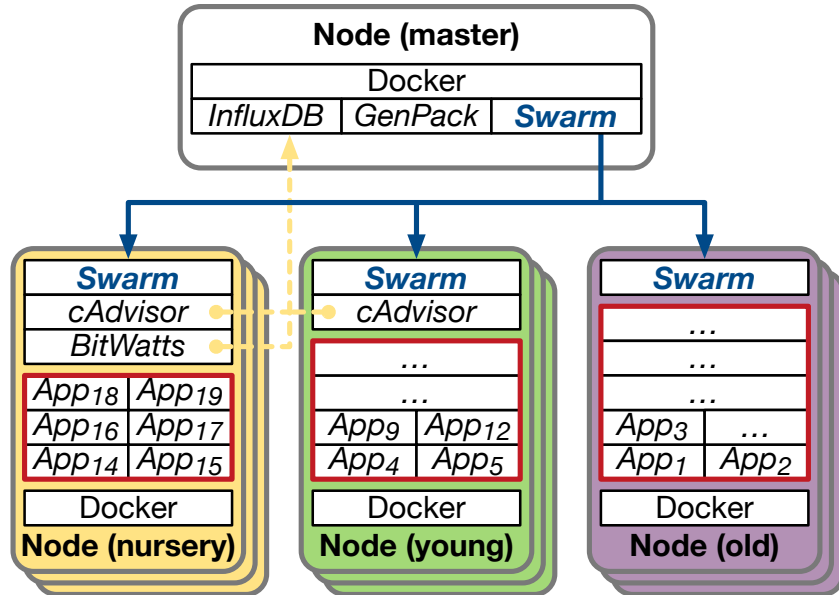 Node (master)
Docker
InfluxDB GenPack Swarm
Swarm
cAdvisor
BitWatts
App18 App19
App16 App17
App14 App15
Docker
Node (nursery)
Swarm
cAdvisor
...
...
App9 App12
App4 App5
Docker
Node (young)
Swarm
...
...
...
App3 ...
App1 App2
Docker
Node (old)